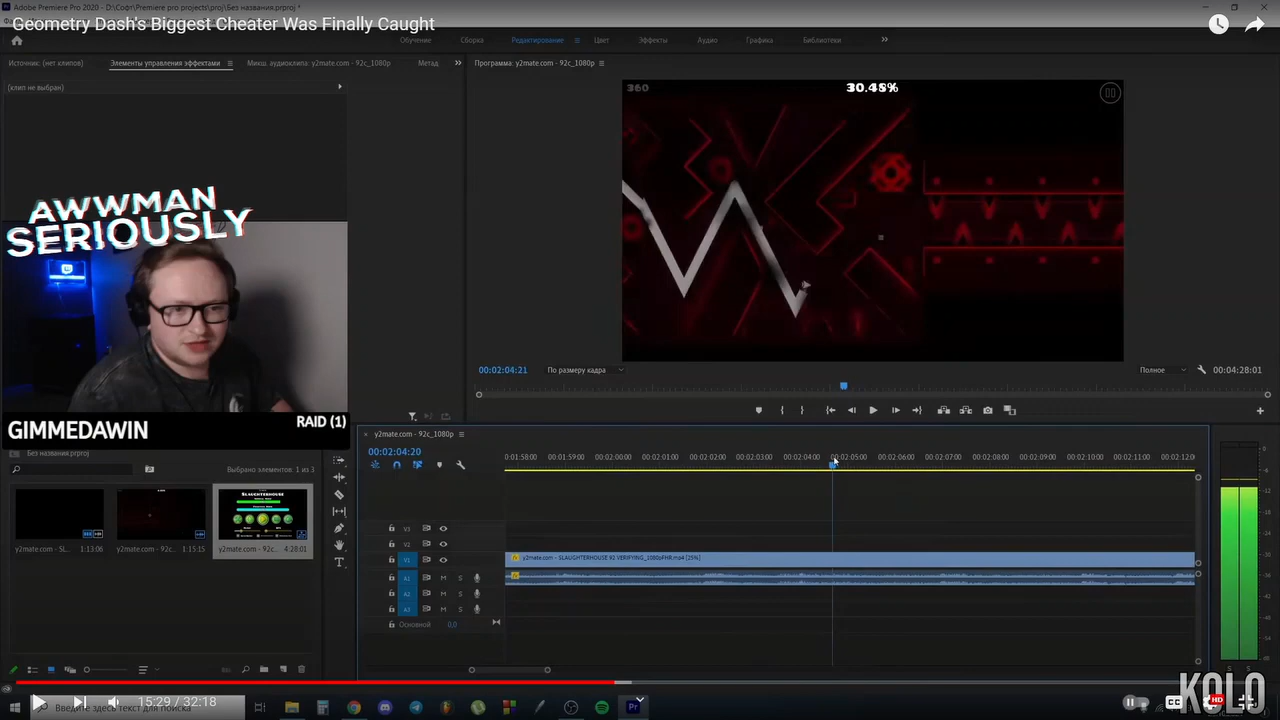 Adobe Premiere Pro 2020 - D:\Софт\Premiere pro projects\proj\Без названия.prproj *
Geometry Dash's Biggest Cheater Was Finally Caught
Обучение Сборка Редактирование Цвет Эффекты Аудио Графика Библиотеки
Источник: (нет клипов) Элементы управления эффектами Микш. аудиоклипа: y2mate.com - 92c_1080p Метад
Программа: y2mate.com - 92c_1080p
(клип не выбран)
360
AWWMAN
SERIOUSLY
00:02:04:21 По размеру кадра Полное 00:04:28:01
GIMMEDAWIN
RAID (1)
y2mate.com - 92c_1080p
00:02:04:20
Без названия.prproj
Выбрано элементов: 1 из 3
0:01:58:00 00:01:59:00 00:02:00:00 00:02:01:00 00:02:02:00 00:02:03:00 00:02:04:00 00:02:05:00 00:02:06:00 00:02:07:00 00:02:08:00 00:02:09:00 00:02:10:00 00:02:11:00 00:02:12:0
SLAUGHTERHOUSE
y2mate.com - SL... 1:13:06
y2mate.com - 92c... 1:15:15
y2mate.com - 92c... 4:28:01
V3
V2
V1
y2mate.com - SLAUGHTERHOUSE 92 VERIFYING_1080pFHR.mp4 [25%]
A1 M S
A2 M S
A3 M S
Основной 0,0
S S
15:29 / 32:18
Введите здесь текст для поиска
CC
HD
KOLO